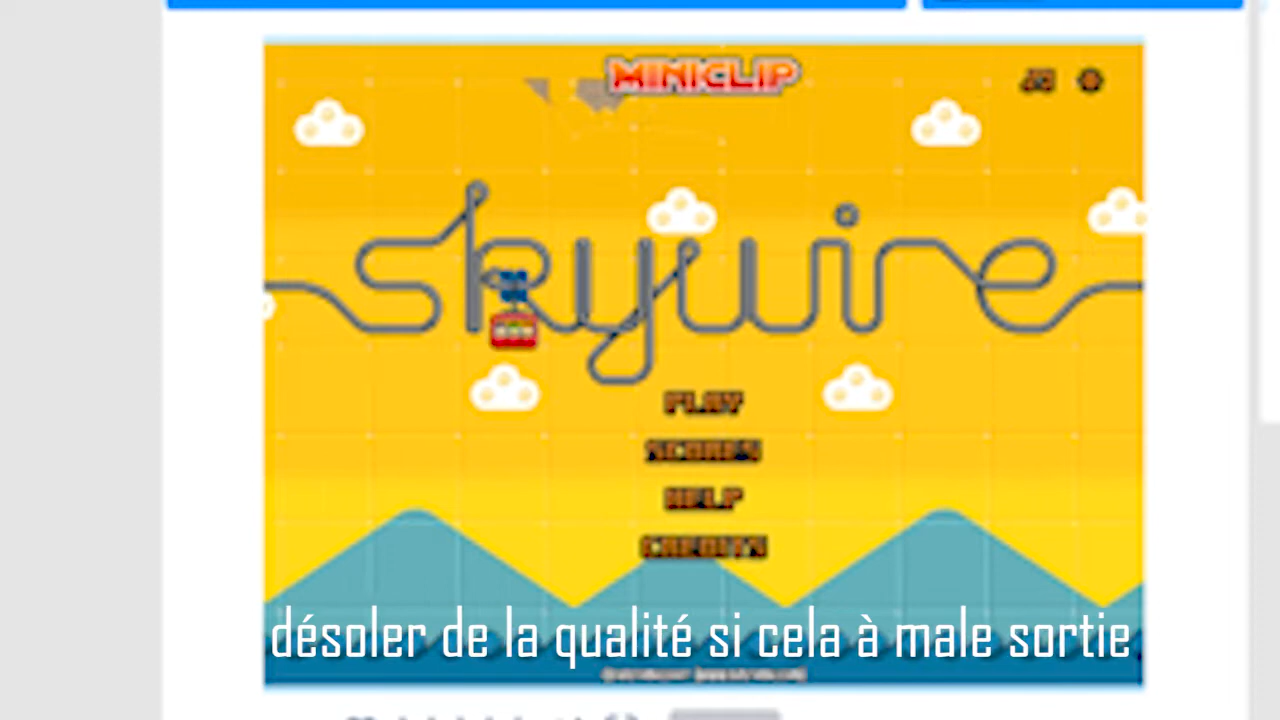 MINICLIP
skywire
PLAY
SCORES
HELP
CREDITS
désoler de la qualité si cela à male sortie